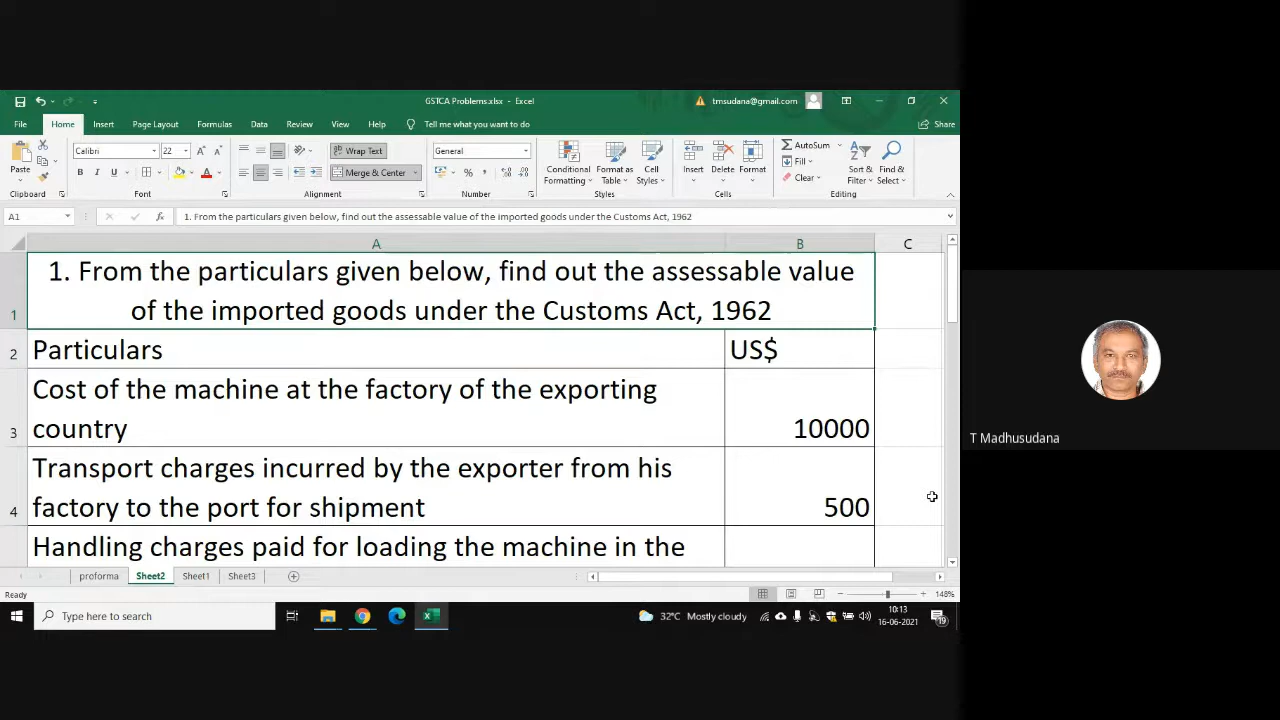 GSTCA Problems.xlsx - Excel
tmsudana@gmail.com
File Home Insert Page Layout Formulas Data Review View Help Tell me what you want to do Share
Paste
Clipboard
Calibri 22
B I U
Font
Wrap Text
Merge & Center
Alignment
General
Number
Conditional Formatting
Format as Table
Cell Styles
Styles
Insert Delete Format
Cells
AutoSum
Fill
Clear
Sort & Filter
Find & Select
Editing
A1
fx
1. From the particulars given below, find out the assessable value of the imported goods under the Customs Act, 1962
A B C
1
1. From the particulars given below, find out the assessable value
of the imported goods under the Customs Act, 1962
2 Particulars US$
Cost of the machine at the factory of the exporting
3 country 10000
Transport charges incurred by the exporter from his
4 factory to the port for shipment 500
Handling charges paid for loading the machine in the
proforma Sheet2 Sheet1 Sheet3
Ready 148%
Type here to search
32°C Mostly cloudy
10:13
16-06-2021
19
T Madhusudana